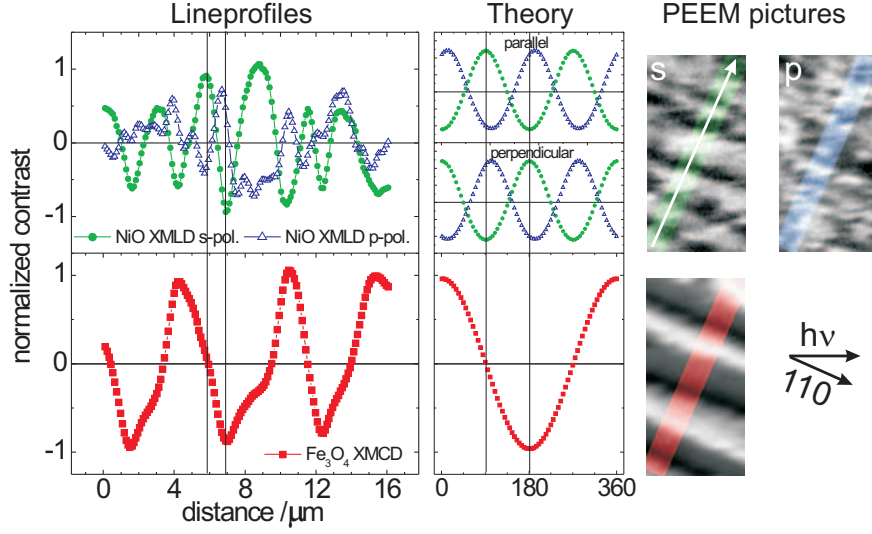 Lineprofiles
Theory
PEEM pictures
normalized contrast
1
0
-1
NiO XMLD s-pol.
NiO XMLD p-pol.
parallel
perpendicular
s
p
1
0
-1
Fe₃O₄ XMCD
0
4
8
12
16
distance /μm
0
180
360
hν
110